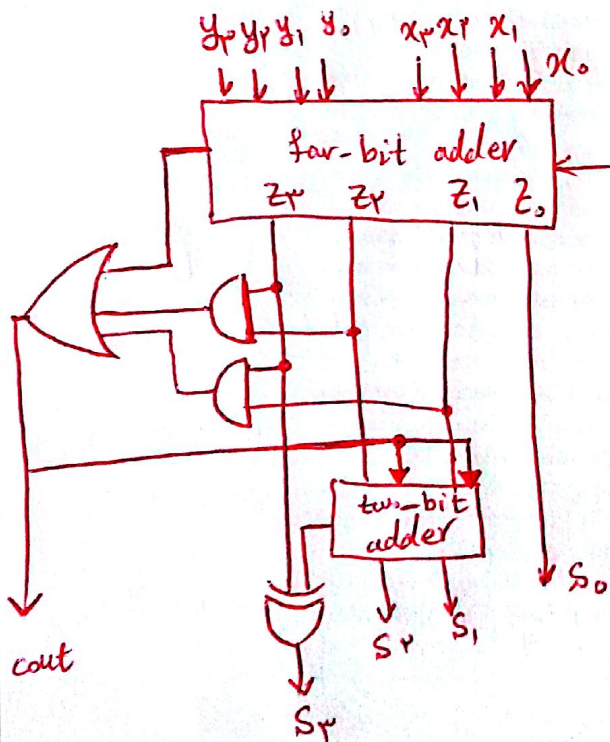 y۳ y۲ y۱ y۰ x۳ x۲ x۱ x۰
four-bit adder
Z۳ Z۲ Z۱ Z۰
two-bit
adder
S۰
S۲ S۱
cout
S۳